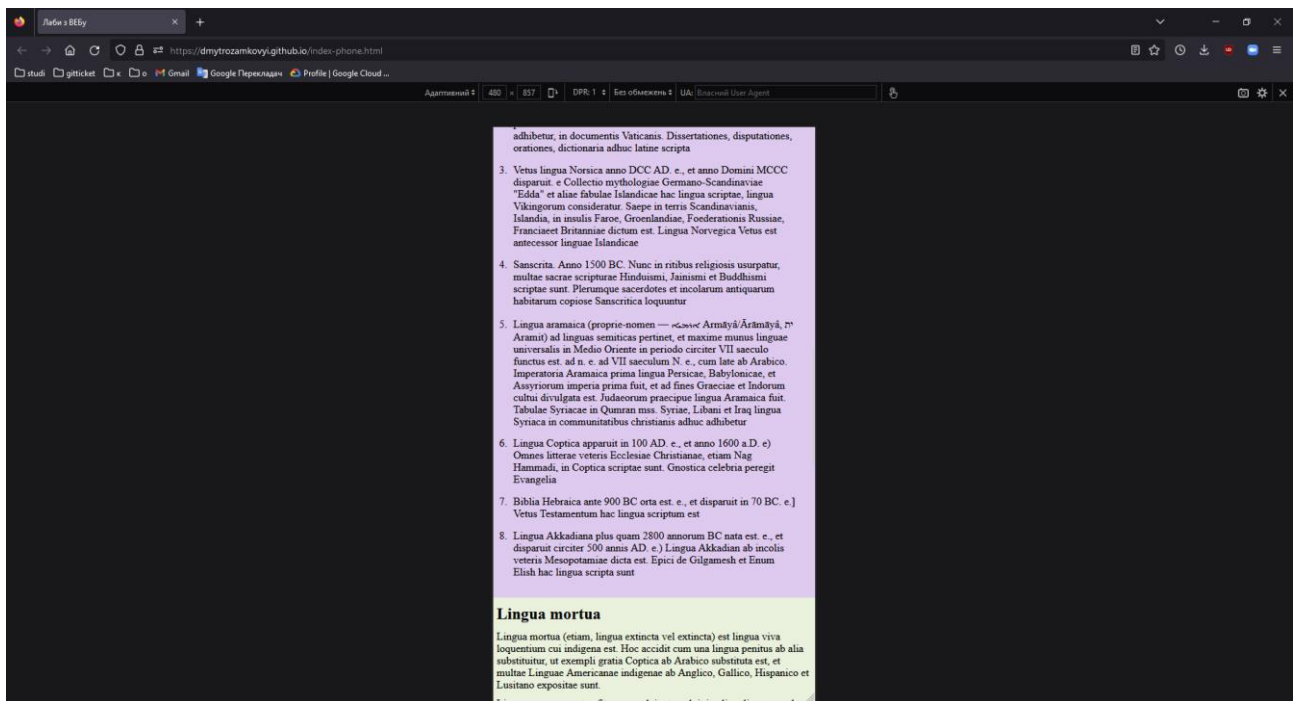 Лаби з ВЕБу
https://dmytrozamkovyi.github.io/index-phone.html
studi gitticket к о M Gmail Google Перекладач Profile | Google Cloud ...
Адаптивний 480 × 857 DPR: 1 Без обмежень UA: Власний User Agent
adhibetur, in documentis Vaticanis. Dissertationes, disputationes,
orationes, dictionaria adhuc latine scripta
3. Vetus lingua Norsica anno DCC AD. e., et anno Domini MCCC
disparuit. e Collectio mythologiae Germano-Scandinaviae
"Edda" et aliae fabulae Islandicae hac lingua scriptae, lingua
Vikingorum consideratur. Saepe in terris Scandinavianis,
Islandia, in insulis Faroe, Groenlandiae, Foederationis Russiae,
Franciaeet Britanniae dictum est. Lingua Norvegica Vetus est
antecessor linguae Islandicae
4. Sanscrita. Anno 1500 BC. Nunc in ritibus religiosis usurpatur,
multae sacrae scripturae Hinduismi, Jainismi et Buddhismi
scriptae sunt. Plerumque sacerdotes et incolarum antiquarum
habitarum copiose Sanscritica loquuntur
5. Lingua aramaica (proprie-nomen — Armāyâ/Ārāmāyâ, ית
Aramit) ad linguas semiticas pertinet, et maxime munus linguae
universalis in Medio Oriente in periodo circiter VII saeculo
functus est. ad n. e. ad VII saeculum N. e., cum late ab Arabico.
Imperatoria Aramaica prima lingua Persicae, Babylonicae, et
Assyriorum imperia prima fuit, et ad fines Graeciae et Indorum
cultui divulgata est. Judaeorum praecipue lingua Aramaica fuit.
Tabulae Syriacae in Qumran mss. Syriae, Libani et Iraq lingua
Syriaca in communitatibus christianis adhuc adhibetur
6. Lingua Coptica apparuit in 100 AD. e., et anno 1600 a.D. e)
Omnes litterae veteris Ecclesiae Christianae, etiam Nag
Hammadi, in Coptica scriptae sunt. Gnostica celebria peregit
Evangelia
7. Biblia Hebraica ante 900 BC orta est. e., et disparuit in 70 BC. e.]
Vetus Testamentum hac lingua scriptum est
8. Lingua Akkadiana plus quam 2800 annorum BC nata est. e., et
disparuit circiter 500 annis AD. e.) Lingua Akkadian ab incolis
veteris Mesopotamiae dicta est. Epici de Gilgamesh et Enum
Elish hac lingua scripta sunt
Lingua mortua
Lingua mortua (etiam, lingua extincta vel extincta) est lingua viva
loquentium cui indigena est. Hoc accidit cum una lingua penitus ab alia
substituitur, ut exempli gratia Coptica ab Arabico substituta est, et
multae Linguae Americanae indigenae ab Anglico, Gallico, Hispanico et
Lusitano expositae sunt.